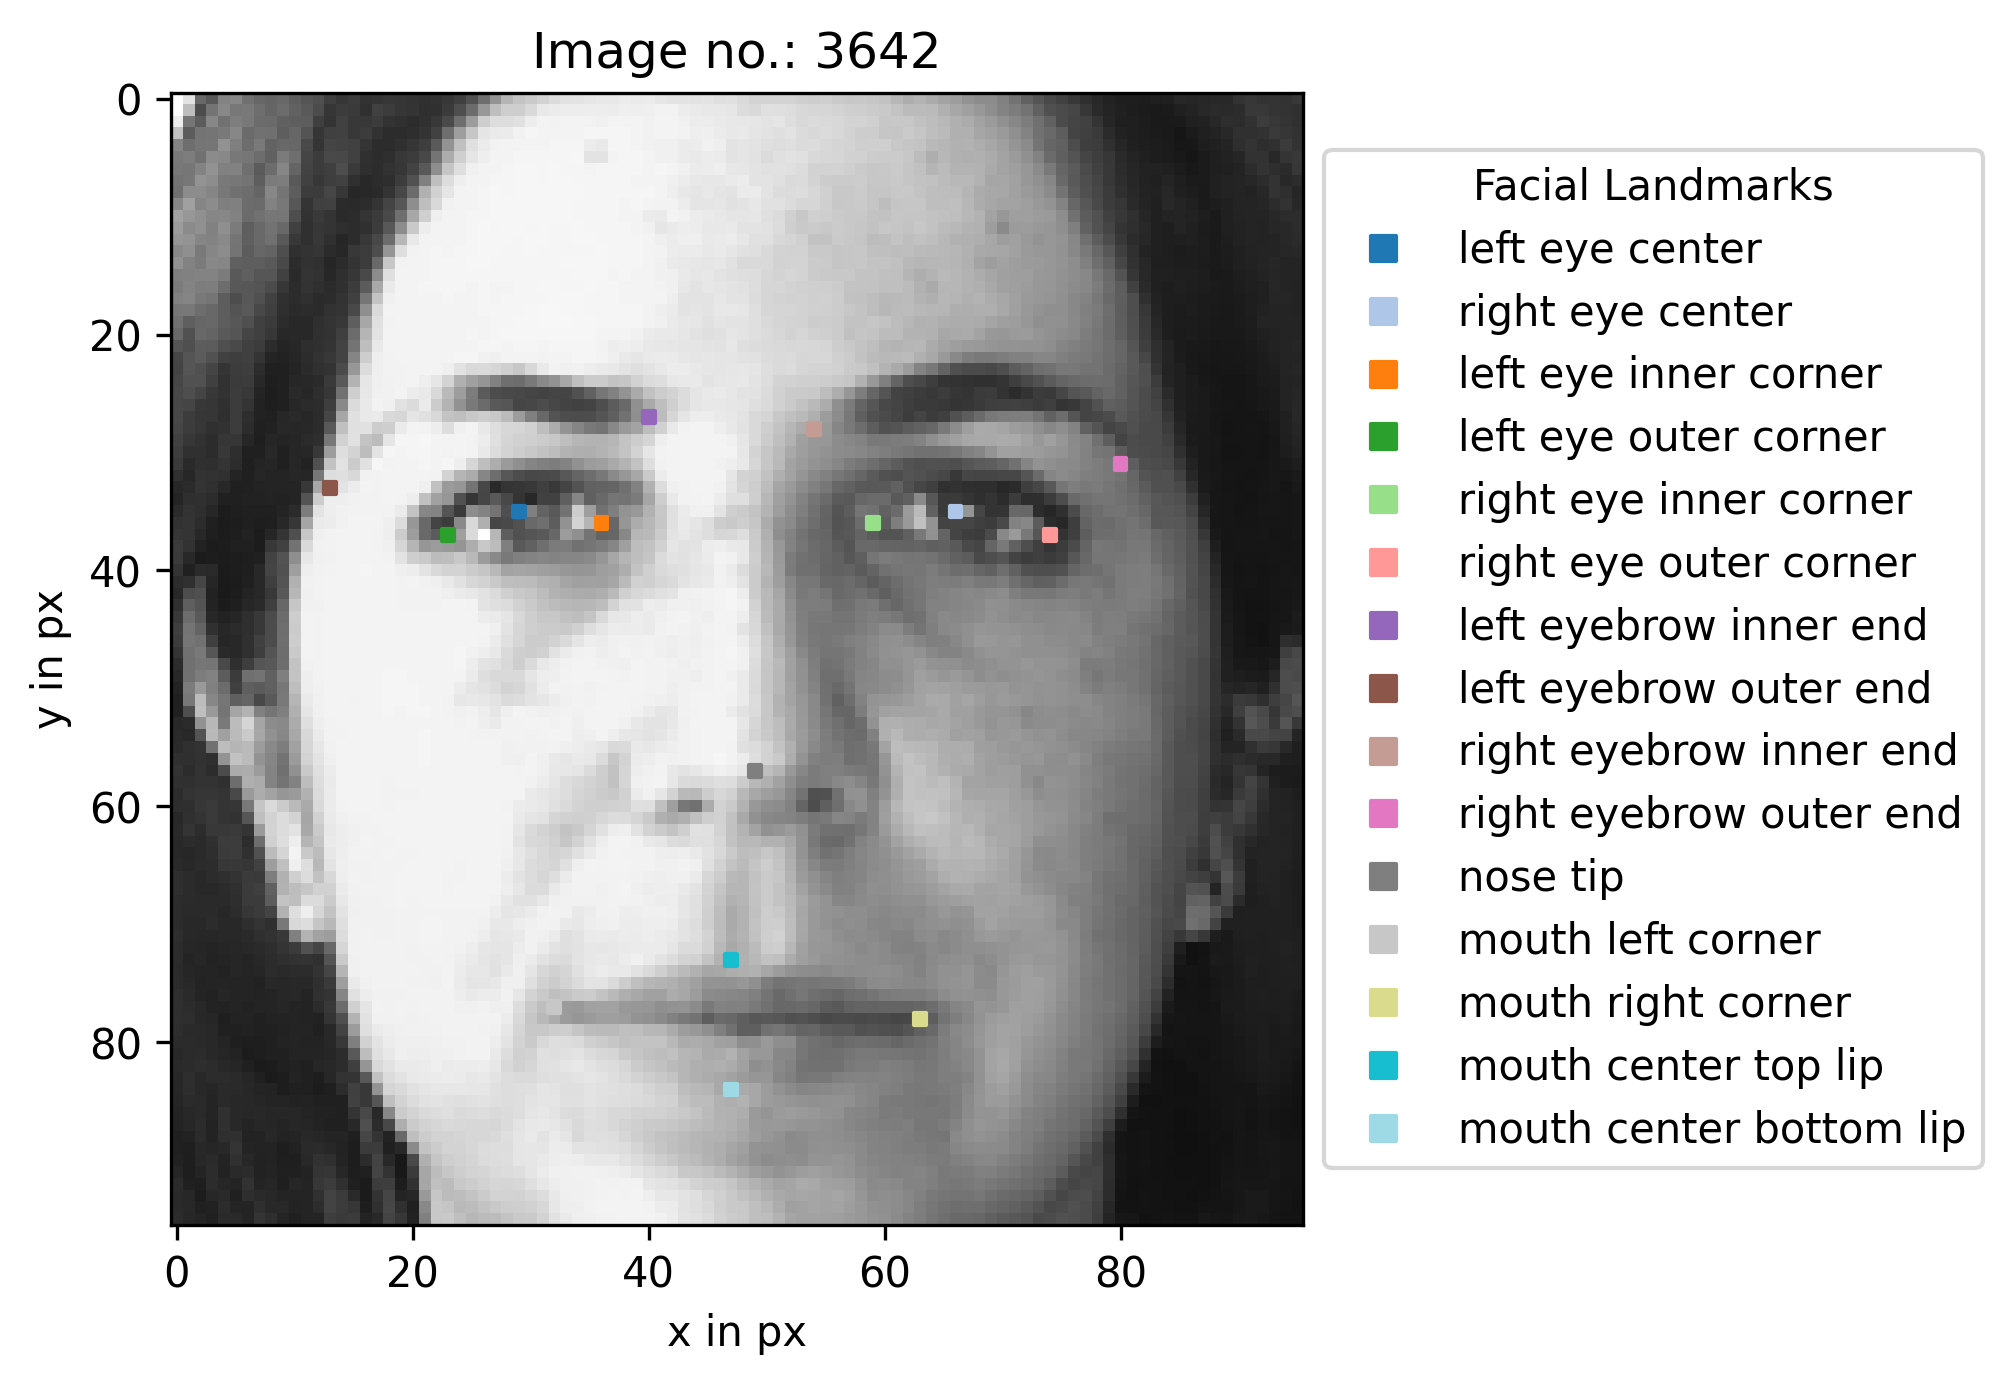 Image no.: 3642
0
20
40
60
80
y in px
0 20 40 60 80
x in px
Facial Landmarks
left eye center
right eye center
left eye inner corner
left eye outer corner
right eye inner corner
right eye outer corner
left eyebrow inner end
left eyebrow outer end
right eyebrow inner end
right eyebrow outer end
nose tip
mouth left corner
mouth right corner
mouth center top lip
mouth center bottom lip